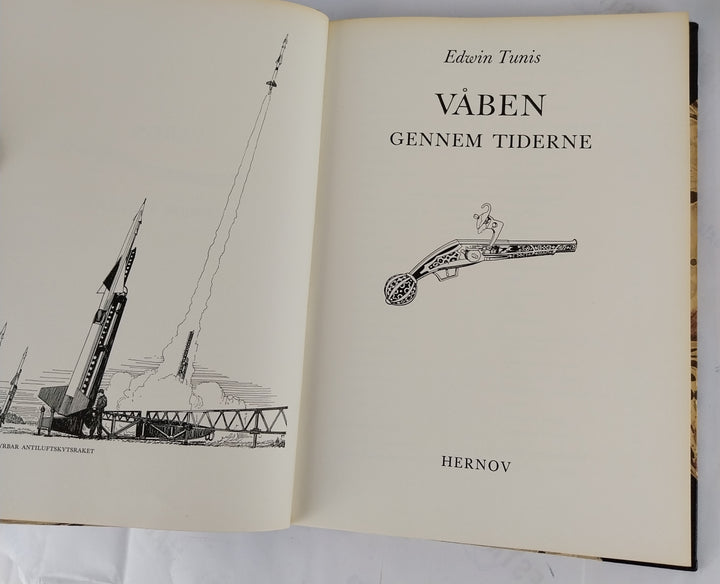 ANTILUFTSKYTSRAKET
Edwin Tunis
VÅBEN
GENNEM TIDERNE
HERNOV